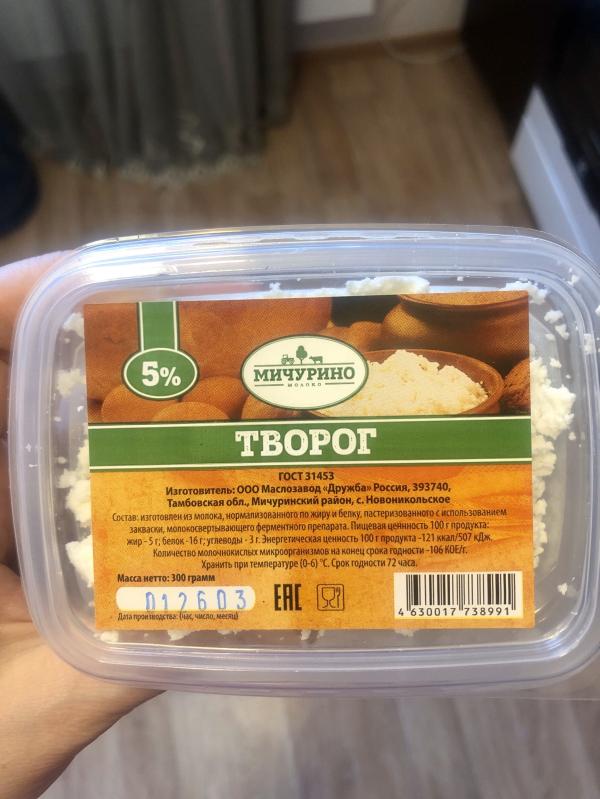 5%
МИЧУРИНО
МОЛОКО
ТВОРОГ
ГОСТ 31453
Изготовитель: ООО Маслозавод «Дружба» Россия, 393740,
Тамбовская обл., Мичуринский район, с. Новоникольское
Состав: изготовлен из молока, нормализованного по жиру и белку, пастеризованного с использованием
закваски, молокосвертывающего ферментного препарата. Пищевая ценнность 100 г продукта:
жир - 5 г; белок -16 г; углеводы - 3 г. Энергетическая ценность 100 г продукта -121 ккал/507 кДж.
Количество молочнокислых микроорганизмов на конец срока годности -106 КОЕ/г.
Хранить при температуре (0-6) °С. Срок годности 72 часа.
Масса нетто: 300 грамм
012603
Дата производства: (час, число, месяц)
ЕАС
4 630017 738991